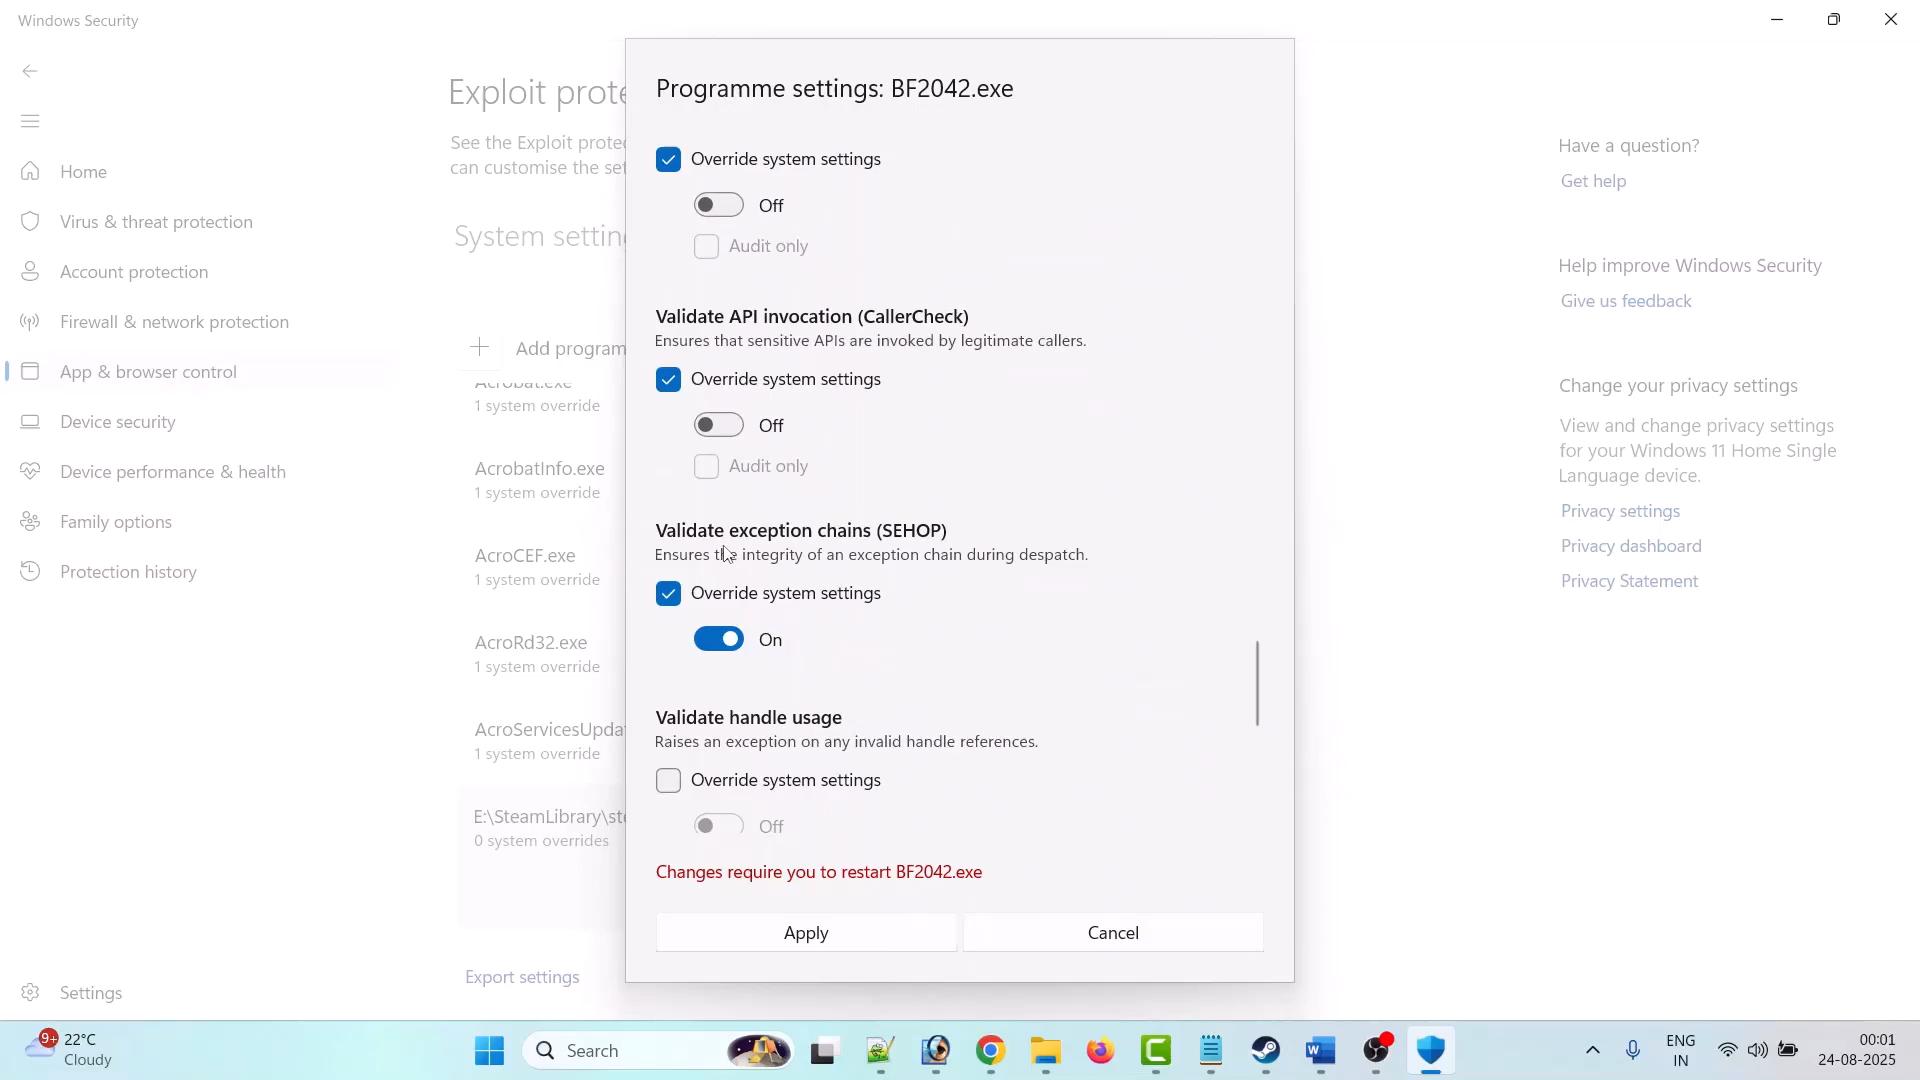 Windows Security
Home
Virus & threat protection
Account protection
Firewall & network protection
App & browser control
Device security
Device performance & health
Family options
Protection history
Settings
Exploit prote
See the Exploit protec
can customise the set
System setting
Add program
Acrobat.exe
1 system override
AcrobatInfo.exe
1 system override
AcroCEF.exe
1 system override
AcroRd32.exe
1 system override
AcroServicesUpdat
1 system override
E:\SteamLibrary\ste
0 system overrides
Export settings
Programme settings: BF2042.exe
Override system settings
Off
Audit only
Validate API invocation (CallerCheck)
Ensures that sensitive APIs are invoked by legitimate callers.
Override system settings
Off
Audit only
Validate exception chains (SEHOP)
Ensures the integrity of an exception chain during despatch.
Override system settings
On
Validate handle usage
Raises an exception on any invalid handle references.
Override system settings
Off
Changes require you to restart BF2042.exe
Apply
Cancel
Have a question?
Get help
Help improve Windows Security
Give us feedback
Change your privacy settings
View and change privacy settings
for your Windows 11 Home Single
Language device.
Privacy settings
Privacy dashboard
Privacy Statement
9+
22°C
Cloudy
Search
ENG
IN
00:01
24-08-2025